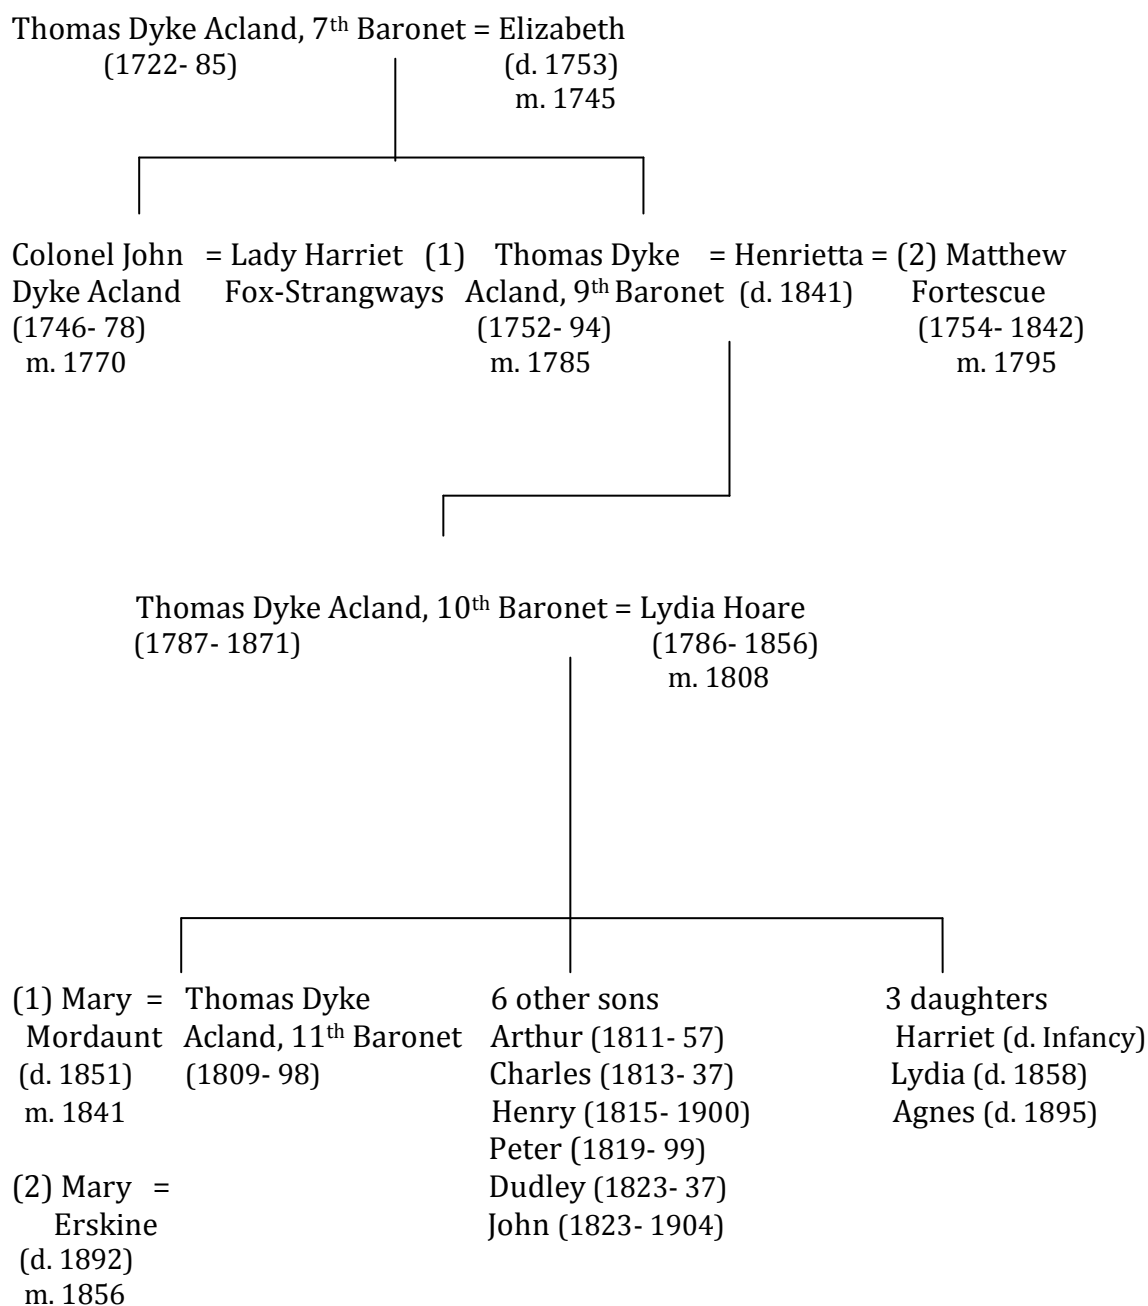 Thomas Dyke Acland, 7th Baronet = Elizabeth
(1722- 85) (d. 1753)
m. 1745
Colonel John = Lady Harriet (1) Thomas Dyke = Henrietta = (2) Matthew
Dyke Acland Fox-Strangways Acland, 9th Baronet (d. 1841) Fortescue
(1746- 78) (1752- 94) (1754- 1842)
m. 1770 m. 1785 m. 1795
Thomas Dyke Acland, 10th Baronet = Lydia Hoare
(1787- 1871) (1786- 1856)
m. 1808
(1) Mary = Thomas Dyke 6 other sons 3 daughters
Mordaunt Acland, 11th Baronet Arthur (1811- 57) Harriet (d. Infancy)
(d. 1851) (1809- 98) Charles (1813- 37) Lydia (d. 1858)
m. 1841 Henry (1815- 1900) Agnes (d. 1895)
Peter (1819- 99)
(2) Mary = Dudley (1823- 37)
Erskine John (1823- 1904)
(d. 1892)
m. 1856